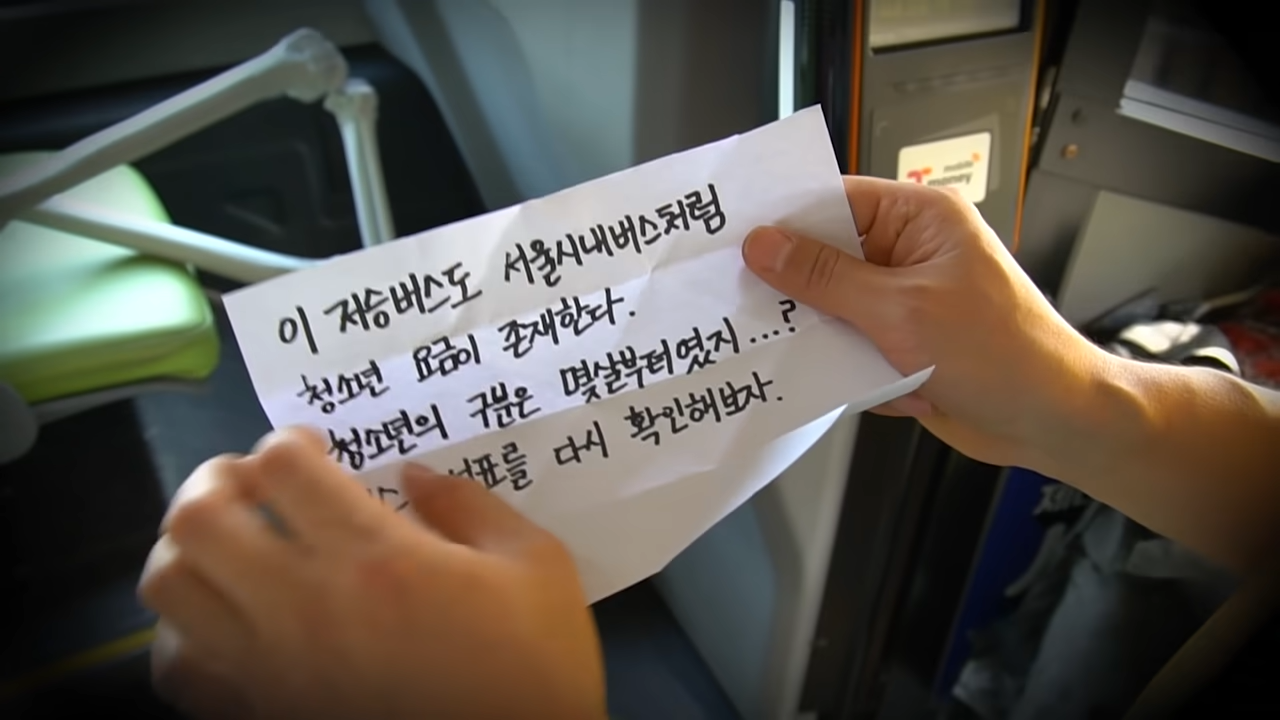 이 저승버스도 서울시내버스처럼
청소년 요금이 존재한다.
청소년의 구분은 몇살부터였지...?
다시 확인해보자.
mobile
money